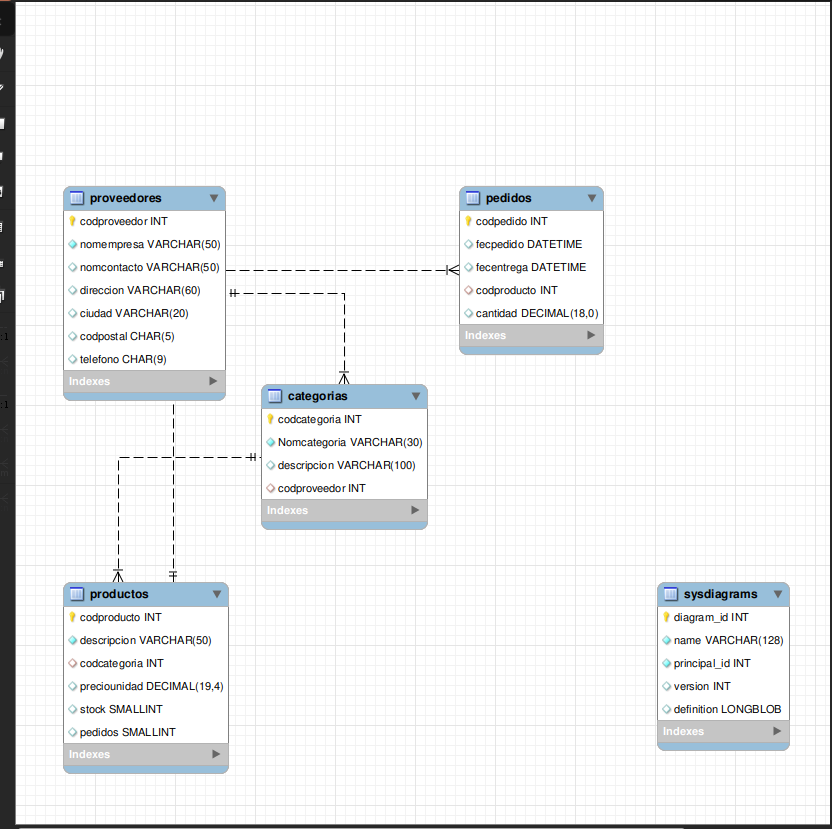 proveedores
codproveedor INT
nomempresa VARCHAR(50)
nomcontacto VARCHAR(50)
direccion VARCHAR(60)
ciudad VARCHAR(20)
codpostal CHAR(5)
telefono CHAR(9)
Indexes
pedidos
codpedido INT
fecpedido DATETIME
fecentrega DATETIME
codproducto INT
cantidad DECIMAL(18,0)
Indexes
categorias
codcategoria INT
Nomcategoria VARCHAR(30)
descripcion VARCHAR(100)
codproveedor INT
Indexes
productos
codproducto INT
descripcion VARCHAR(50)
codcategoria INT
preciounidad DECIMAL(19,4)
stock SMALLINT
pedidos SMALLINT
Indexes
sysdiagrams
diagram_id INT
name VARCHAR(128)
principal_id INT
version INT
definition LONGBLOB
Indexes
:1
:1